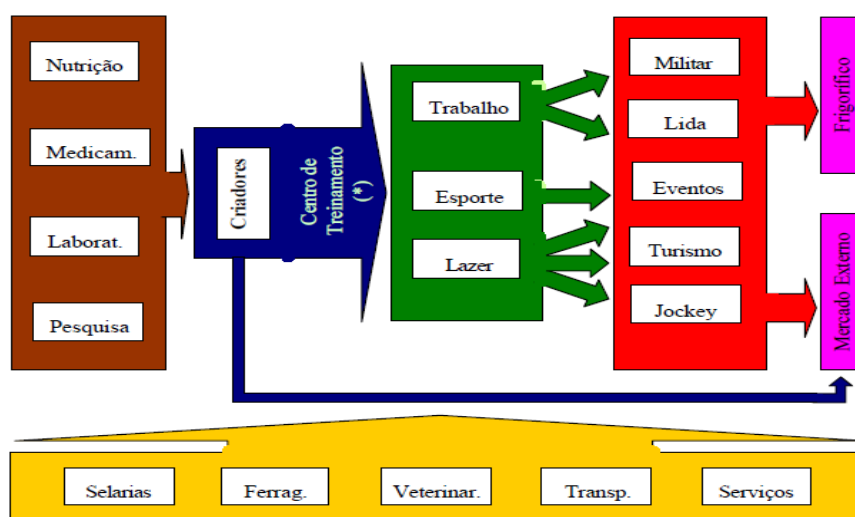 Nutrição
Medicam.
Laborat.
Pesquisa
Criadores
Centro de
Treinamento
(*)
Trabalho
Esporte
Lazer
Militar
Lida
Eventos
Turismo
Jockey
Frigorífico
Mercado Externo
Selarias
Ferrag.
Veterinar.
Transp.
Serviços